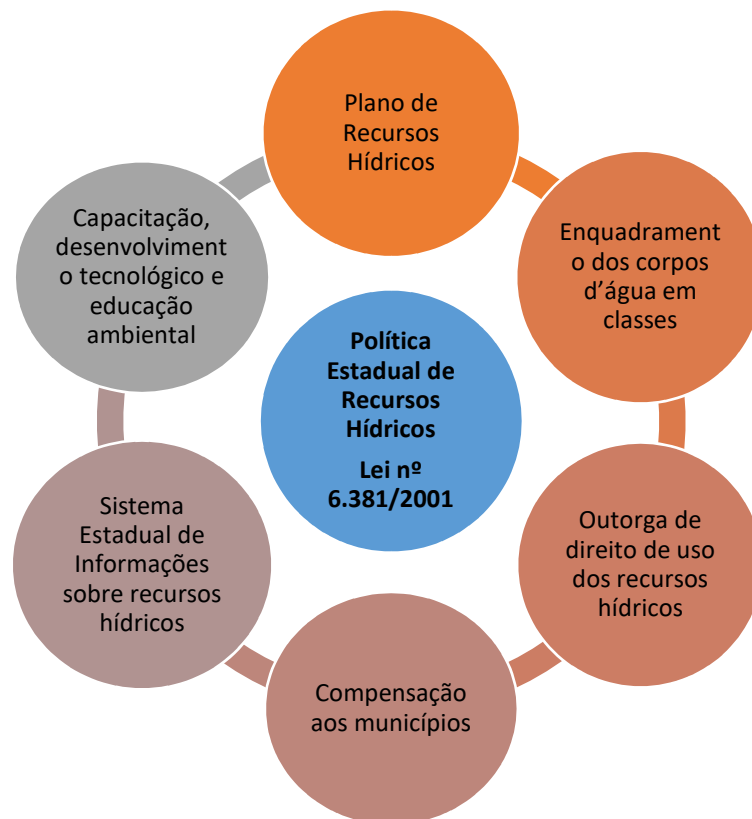 Plano de
Recursos
Hídricos
Enquadrament
o dos corpos
d’água em
classes
Outorga de
direito de uso
dos recursos
hídricos
Compensação
aos municípios
Sistema
Estadual de
Informações
sobre recursos
hídricos
Capacitação,
desenvolviment
o tecnológico e
educação
ambiental
Política
Estadual de
Recursos
Hídricos
Lei nº
6.381/2001